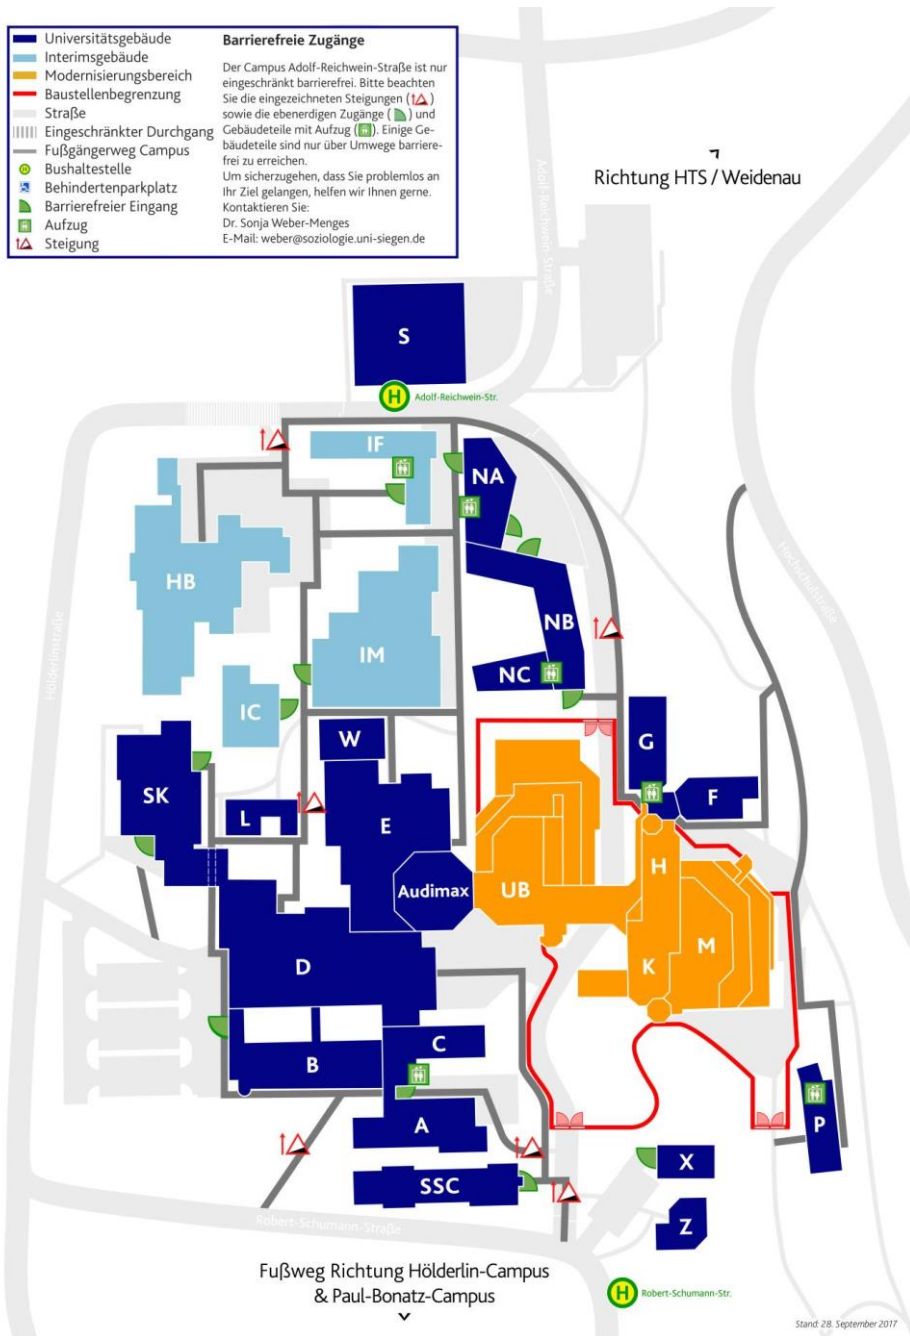 Universitätsgebäude
Interimsgebäude
Modernisierungsbereich
Baustellenbegrenzung
Straße
Eingeschränkter Durchgang
Fußgängerweg Campus
H Bushaltestelle
Behindertenparkplatz
Barrierefreier Eingang
Aufzug
Steigung
Barrierefreie Zugänge
Der Campus Adolf-Reichwein-Straße ist nur
eingeschränkt barrierefrei. Bitte beachten
Sie die eingezeichneten Steigungen ( )
sowie die ebenerdigen Zugänge ( ) und
Gebäudeteile mit Aufzug ( ). Einige Ge-
bäudeteile sind nur über Umwege barriere-
frei zu erreichen.
Um sicherzugehen, dass Sie problemlos an
Ihr Ziel gelangen, helfen wir Ihnen gerne.
Kontaktieren Sie:
Dr. Sonja Weber-Menges
E-Mail: weber@soziologie.uni-siegen.de
Richtung HTS / Weidenau
Adolf-Reichwein-Straße
S
H Adolf-Reichwein-Str.
IF
NA
HB
Hochschulstraße
Hölderlinstraße
NB
IM
NC
IC
W
G
SK
F
L
E
H
Audimax
UB
M
D
K
C
B
A
P
X
SSC
Z
Robert-Schumann-Straße
Fußweg Richtung Hölderlin-Campus
& Paul-Bonatz-Campus
H Robert-Schumann-Str.
Stand: 28. September 2017